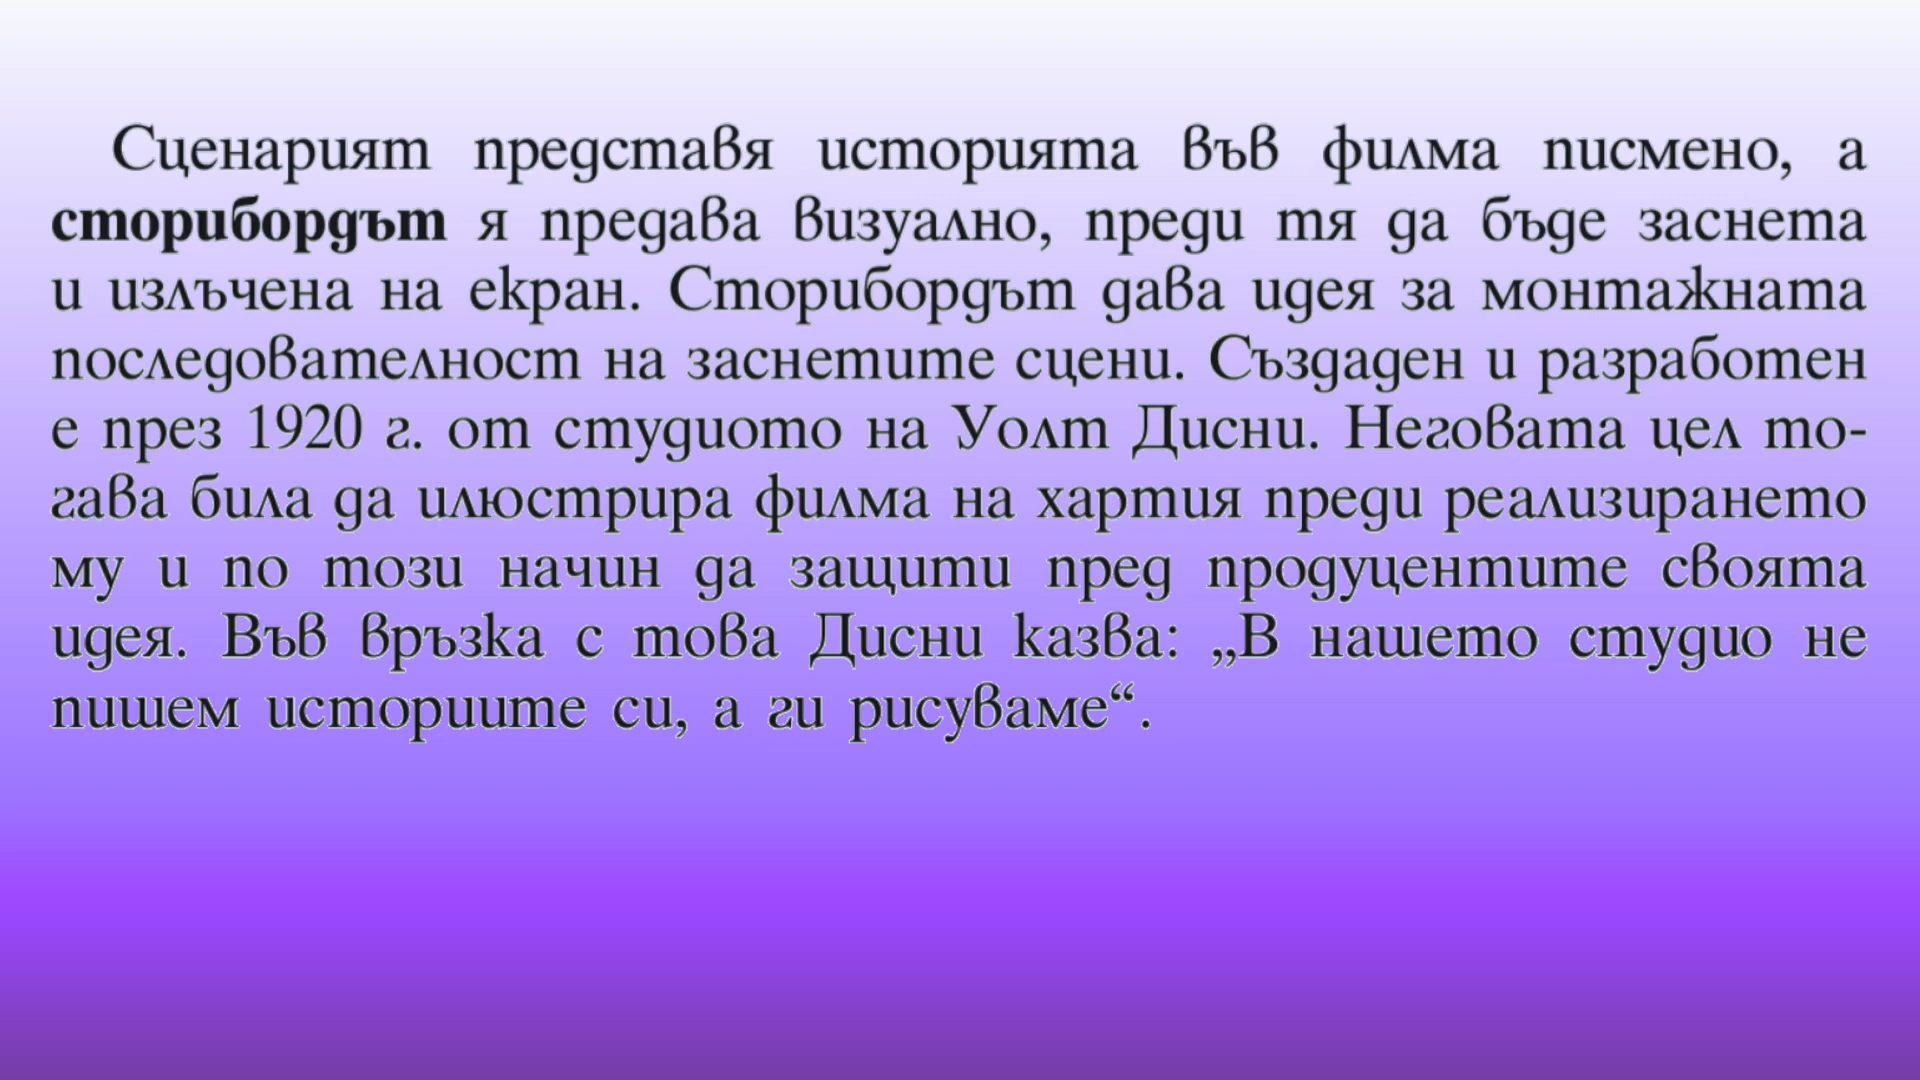 Сценарият представя историята във филма писмено, а
сторибордът я предава визуално, преди тя да бъде заснета
и излъчена на екран. Сторибордът дава идея за монтажната
последователност на заснетите сцени. Създаден и разработен
е през 1920 г. от студиото на Уолт Дисни. Неговата цел то-
гава била да илюстрира филма на хартия преди реализирането
му и по този начин да защити пред продуцентите своята
идея. Във връзка с това Дисни казва: „В нашето студио не
пишем историите си, а ги рисуваме“.